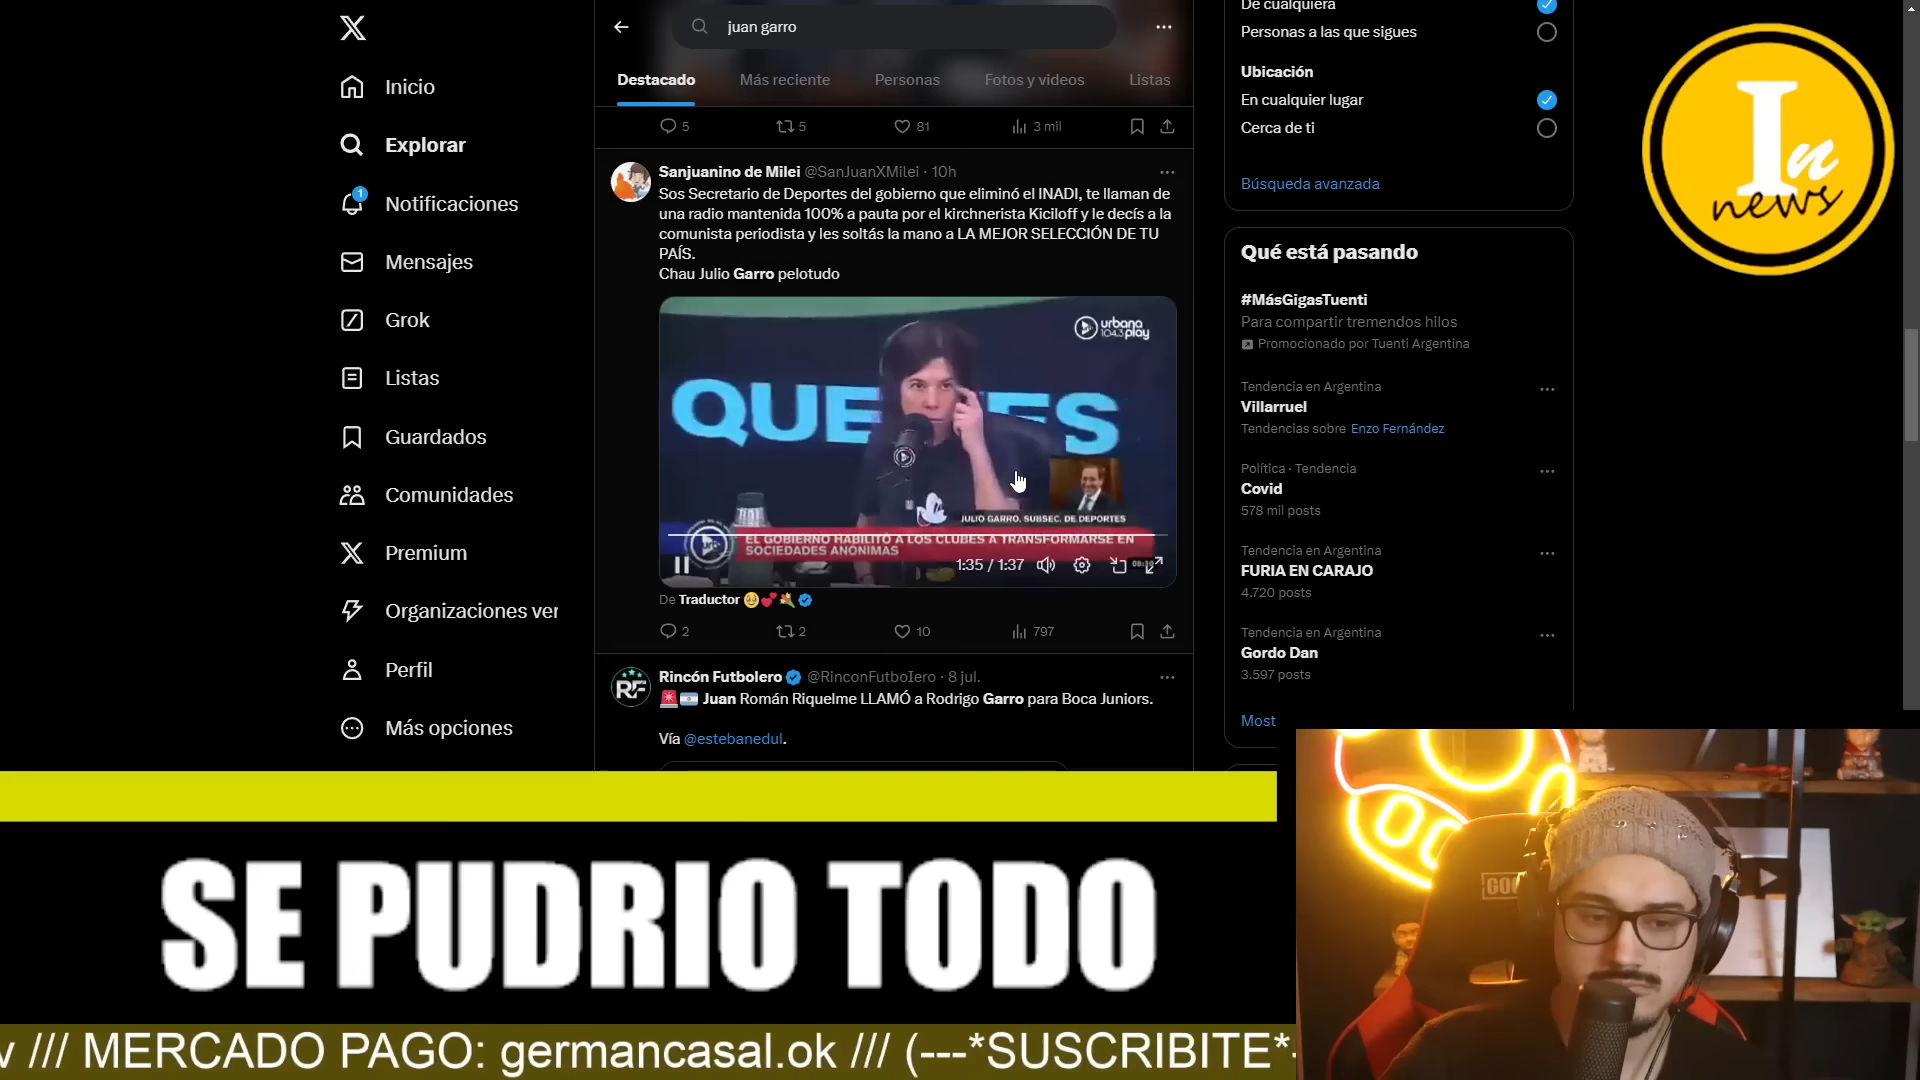 Inicio
Explorar
1
Notificaciones
Mensajes
Grok
Listas
Guardados
Comunidades
Premium
Organizaciones ver
Perfil
Más opciones
juan garro
Destacado
Más reciente
Personas
Fotos y videos
Listas
5
5
81
3 mil
Sanjuanino de Milei @SanJuanXMilei · 10h
Sos Secretario de Deportes del gobierno que eliminó el INADI, te llaman de
una radio mantenida 100% a pauta por el kirchnerista Kiciloff y le decís a la
comunista periodista y les soltás la mano a LA MEJOR SELECCIÓN DE TU
PAÍS.
Chau Julio Garro pelotudo
urbana
104.3 play
JULIO GARRO. SUBSEC. DE DEPORTES
EL GOBIERNO HABILITÓ A LOS CLUBES A TRANSFORMARSE EN
SOCIEDADES ANÓNIMAS
1:35 / 1:37
De Traductor
2
2
10
797
Rincón Futbolero @RinconFutboIero · 8 jul.
Juan Román Riquelme LLAMÓ a Rodrigo Garro para Boca Juniors.
Vía @estebanedul.
De cualquiera
Personas a las que sigues
Ubicación
En cualquier lugar
Cerca de ti
Búsqueda avanzada
Qué está pasando
#MásGigasTuenti
Para compartir tremendos hilos
Promocionado por Tuenti Argentina
Tendencia en Argentina
Villarruel
Tendencias sobre Enzo Fernández
Política · Tendencia
Covid
578 mil posts
Tendencia en Argentina
FURIA EN CARAJO
4.720 posts
Tendencia en Argentina
Gordo Dan
3.597 posts
Most
In
news
SE PUDRIO TODO
v /// MERCADO PAGO: germancasal.ok /// (---*SUSCRIBITE*-